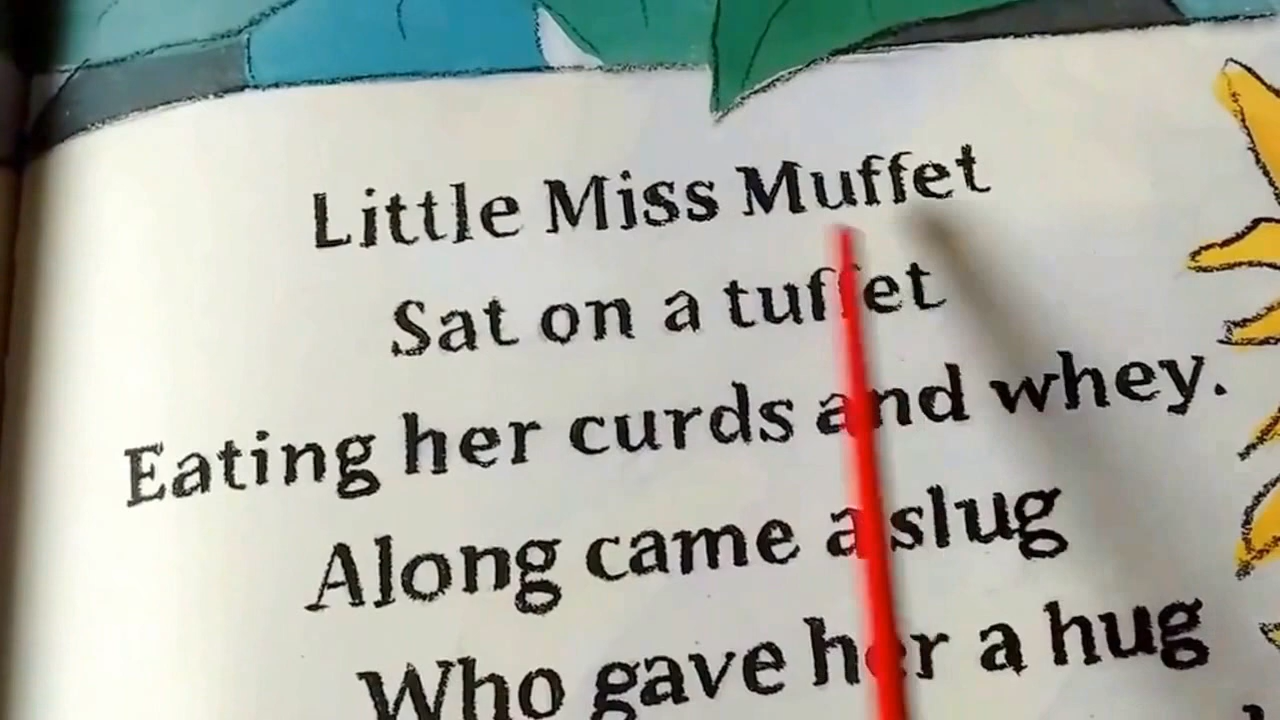 Little Miss Muffet
Sat on a tuffet
Eating her curds and whey.
Along came a slug
Who gave her a hug